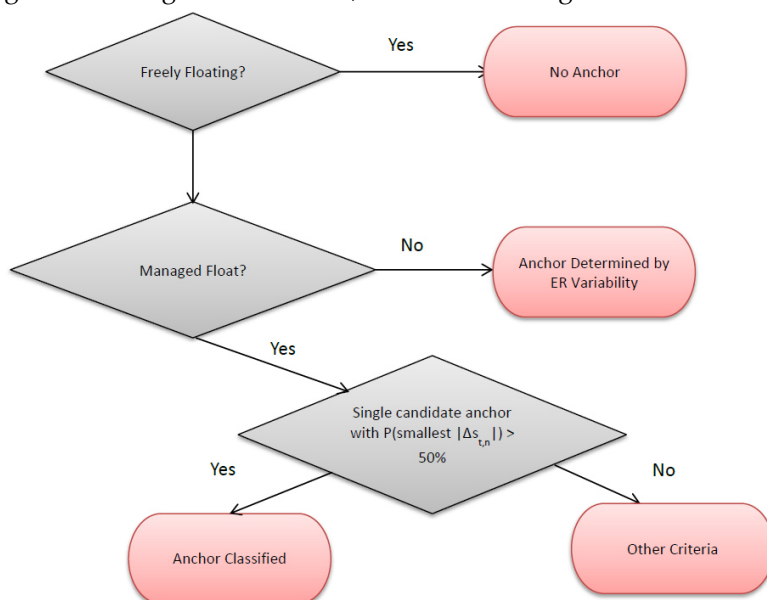 Yes
Freely Floating?
No Anchor
No
Managed Float?
Anchor Determined by
ER Variability
Yes
Single candidate anchor
with P(smallest |Δs_{t,n}|) >
50%
Yes
No
Anchor Classified
Other Criteria